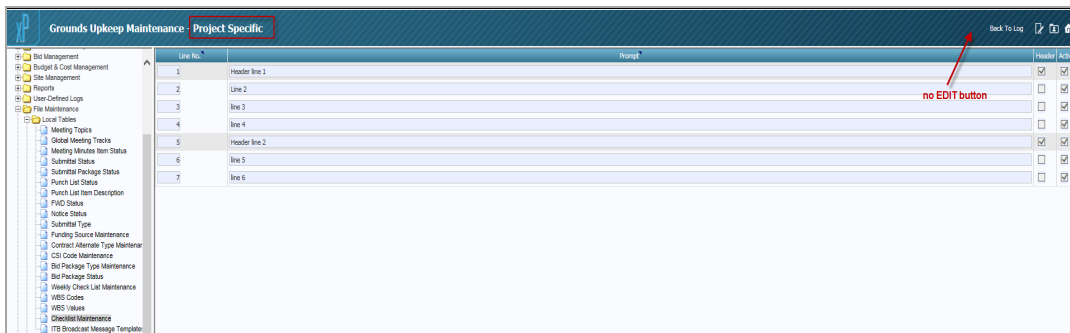 xP
Grounds Upkeep Maintenance - Project Specific
Back To Log
Bid Management
Budget & Cost Management
Site Management
Reports
User-Defined Logs
File Maintenance
Local Tables
Meeting Topics
Global Meeting Tracks
Meeting Minutes Item Status
Submittal Status
Submittal Package Status
Punch List Status
Punch List Item Description
FWD Status
Notice Status
Submittal Type
Funding Source Maintenance
Contract Alternate Type Maintenan
CSI Code Maintenance
Bid Package Type Maintenance
Bid Package Status
Weekly Check List Maintenance
WBS Codes
WBS Values
Checklist Maintenance
ITB Broadcast Message Templates
Line No. Prompt Header Acti
1 Header line 1
2 Line 2
3 line 3
4 line 4
5 Header line 2
6 line 5
7 line 6
no EDIT button